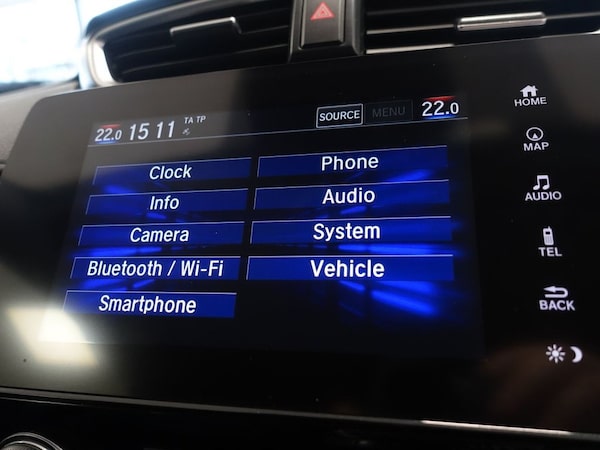 22.0 15 11 TA TP SOURCE MENU 22.0
Clock Phone
Info Audio
Camera System
Bluetooth / Wi-Fi Vehicle
Smartphone
HOME
MAP
AUDIO
TEL
BACK